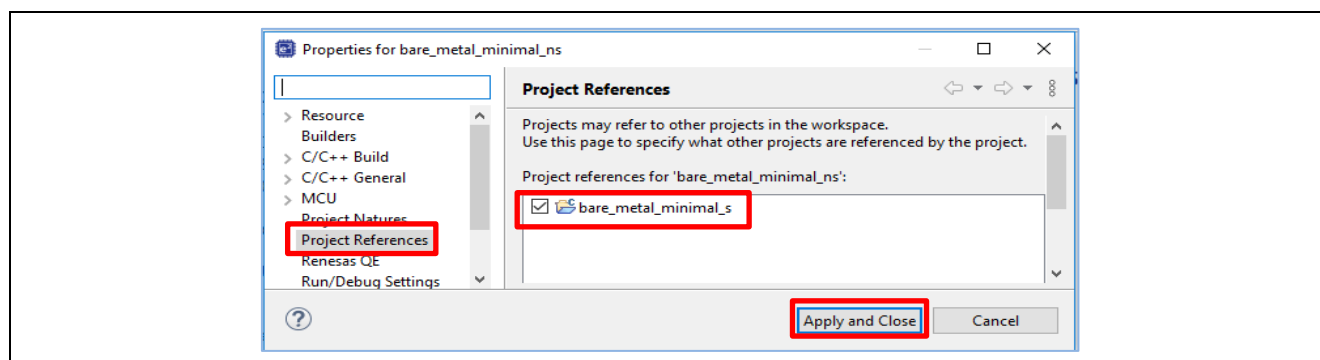 Properties for bare_metal_minimal_ns
Resource
Builders
C/C++ Build
C/C++ General
MCU
Project Natures
Project References
Renesas QE
Run/Debug Settings
Project References
Projects may refer to other projects in the workspace.
Use this page to specify what other projects are referenced by the project.
Project references for 'bare_metal_minimal_ns':
bare_metal_minimal_s
Apply and Close
Cancel